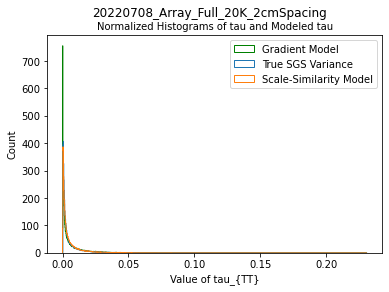 20220708_Array_Full_20K_2cmSpacing
Normalized Histograms of tau and Modeled tau
Gradient Model
True SGS Variance
Scale-Similarity Model
Count
700
600
500
400
300
200
100
0
0.00 0.05 0.10 0.15 0.20
Value of tau_{TT}